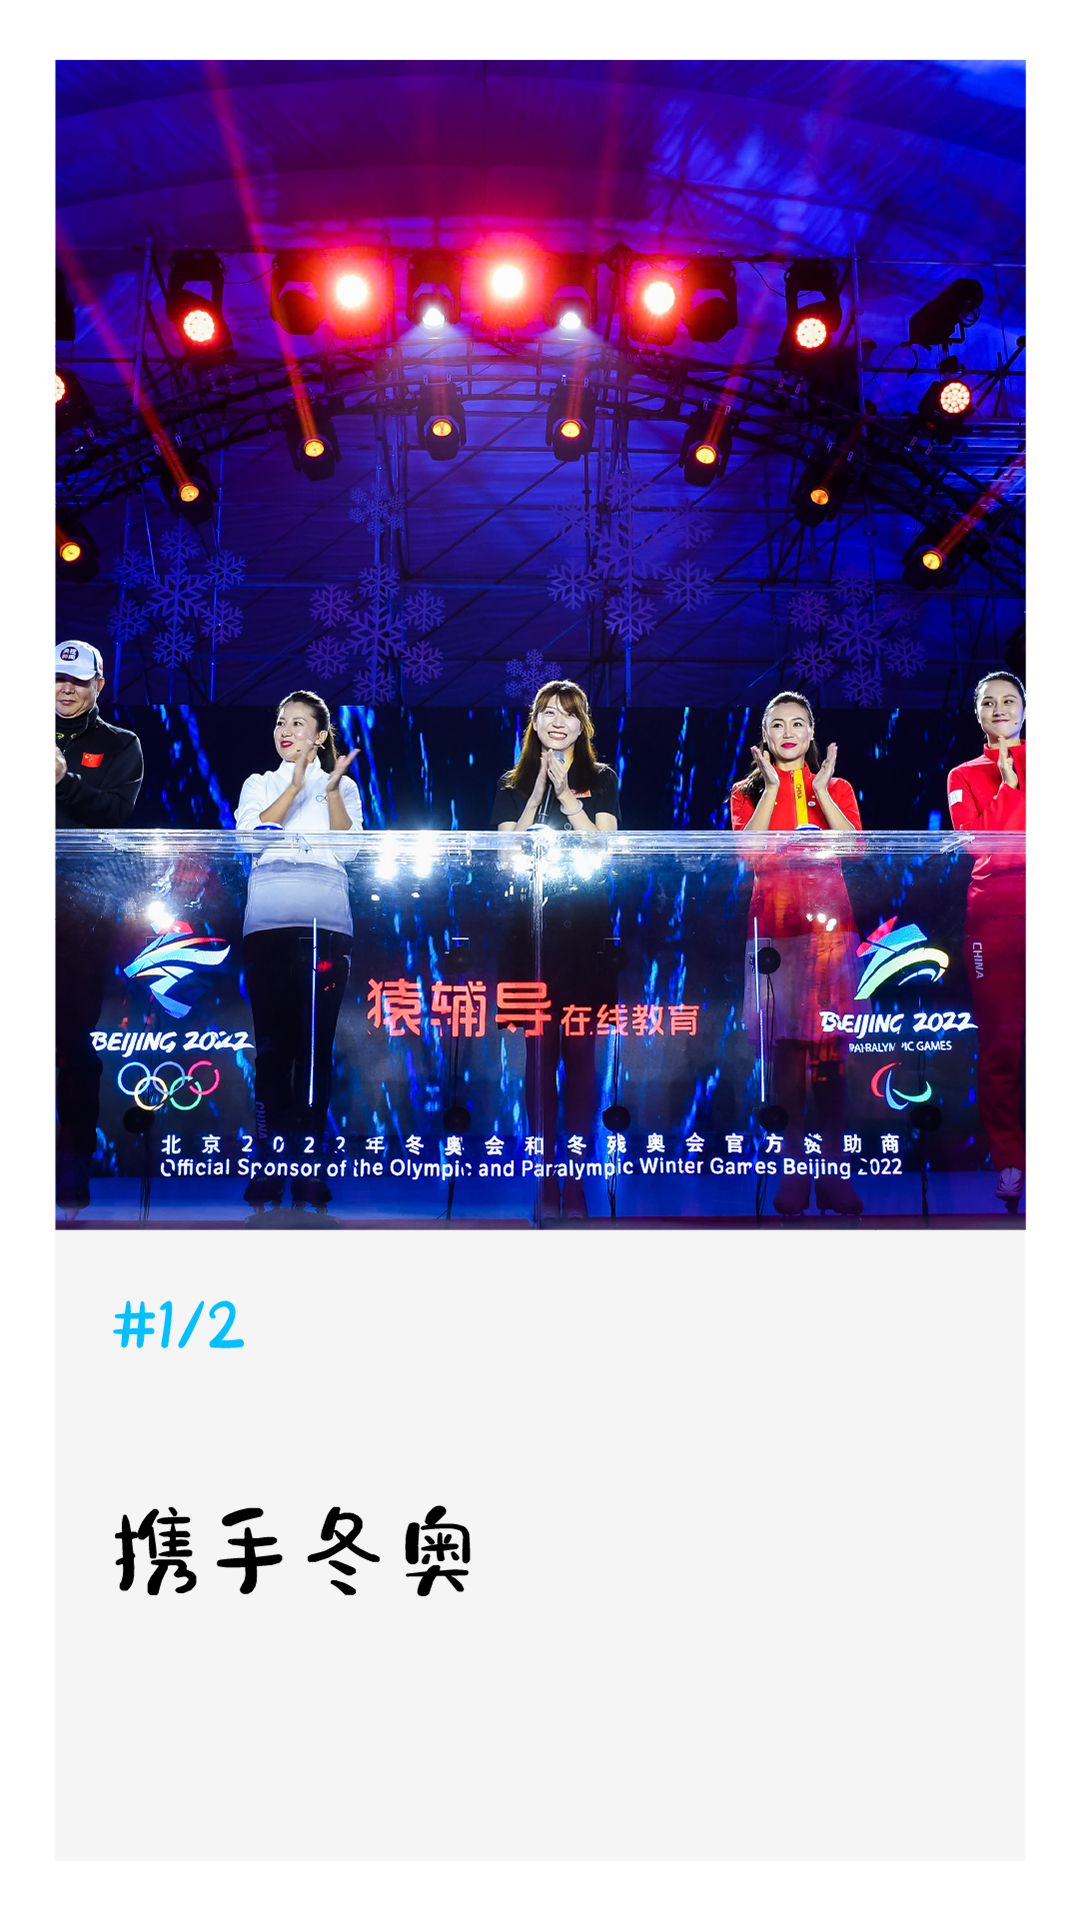 BEIJING 2022
猿辅导在线教育
BEIJING 2022
PARALYMPIC GAMES
CHINA
CHINA
北京2022年冬奥会和冬残奥会官方赞助商
Official Sponsor of the Olympic and Paralympic Winter Games Beijing 2022
#1/2
携手冬奥